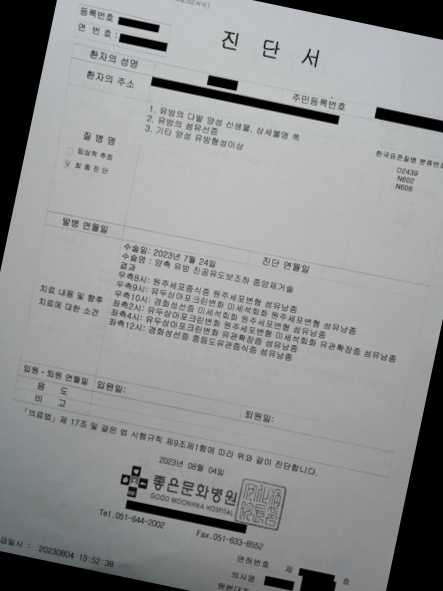 등록번호 :
연 번호 :
진 단 서
환자의 성명
주민등록번호
환자의 주소
1. 유방의 다발 양성 신생물, 상세불명 쪽
2. 유방의 섬유선증
3. 기타 양성 유방형성이상
한국표준질병 분류번호
D2439
N602
N608
질 병 명
임상적 추정
최 종 진 단
발병 연월일
진단 연월일
수술일: 2023년 7월 24일
수술명 : 양측 유방 진공유도보조하 종양제거술
결과
우측8시: 원주세포증식증 원주세포변형 섬유낭종
우측9시: 유두상아포크린변화 미세석회화 원주세포변형 섬유낭종
우측10시: 경화성선증 미세석회화 원주세포변형 미세석회화 유관확장증 섬유낭종
좌측2시: 유두상아포크린변화 원주세포변형 섬유낭종
좌측4시: 유두상아포크린변화 유관확장증 섬유낭종
좌측12시: 경화성선증 중등도유관증식증 섬유낭종
치료 내용 및 향후
치료에 대한 소견
입원 · 퇴원 연월일
입원일:
퇴원일:
용 도
비 고
「의료법」 제 17조 및 같은 법 시행규칙 제9조제1항에 따라 위와 같이 진단합니다.
2023년 08월 04일
좋은문화병원
GOOD MOONHWA HOSPITAL
Tel.051-644-2002
Fax.051-633-8552
면허번호 제 호
의사명
급일시 : 20230804 13:52:38